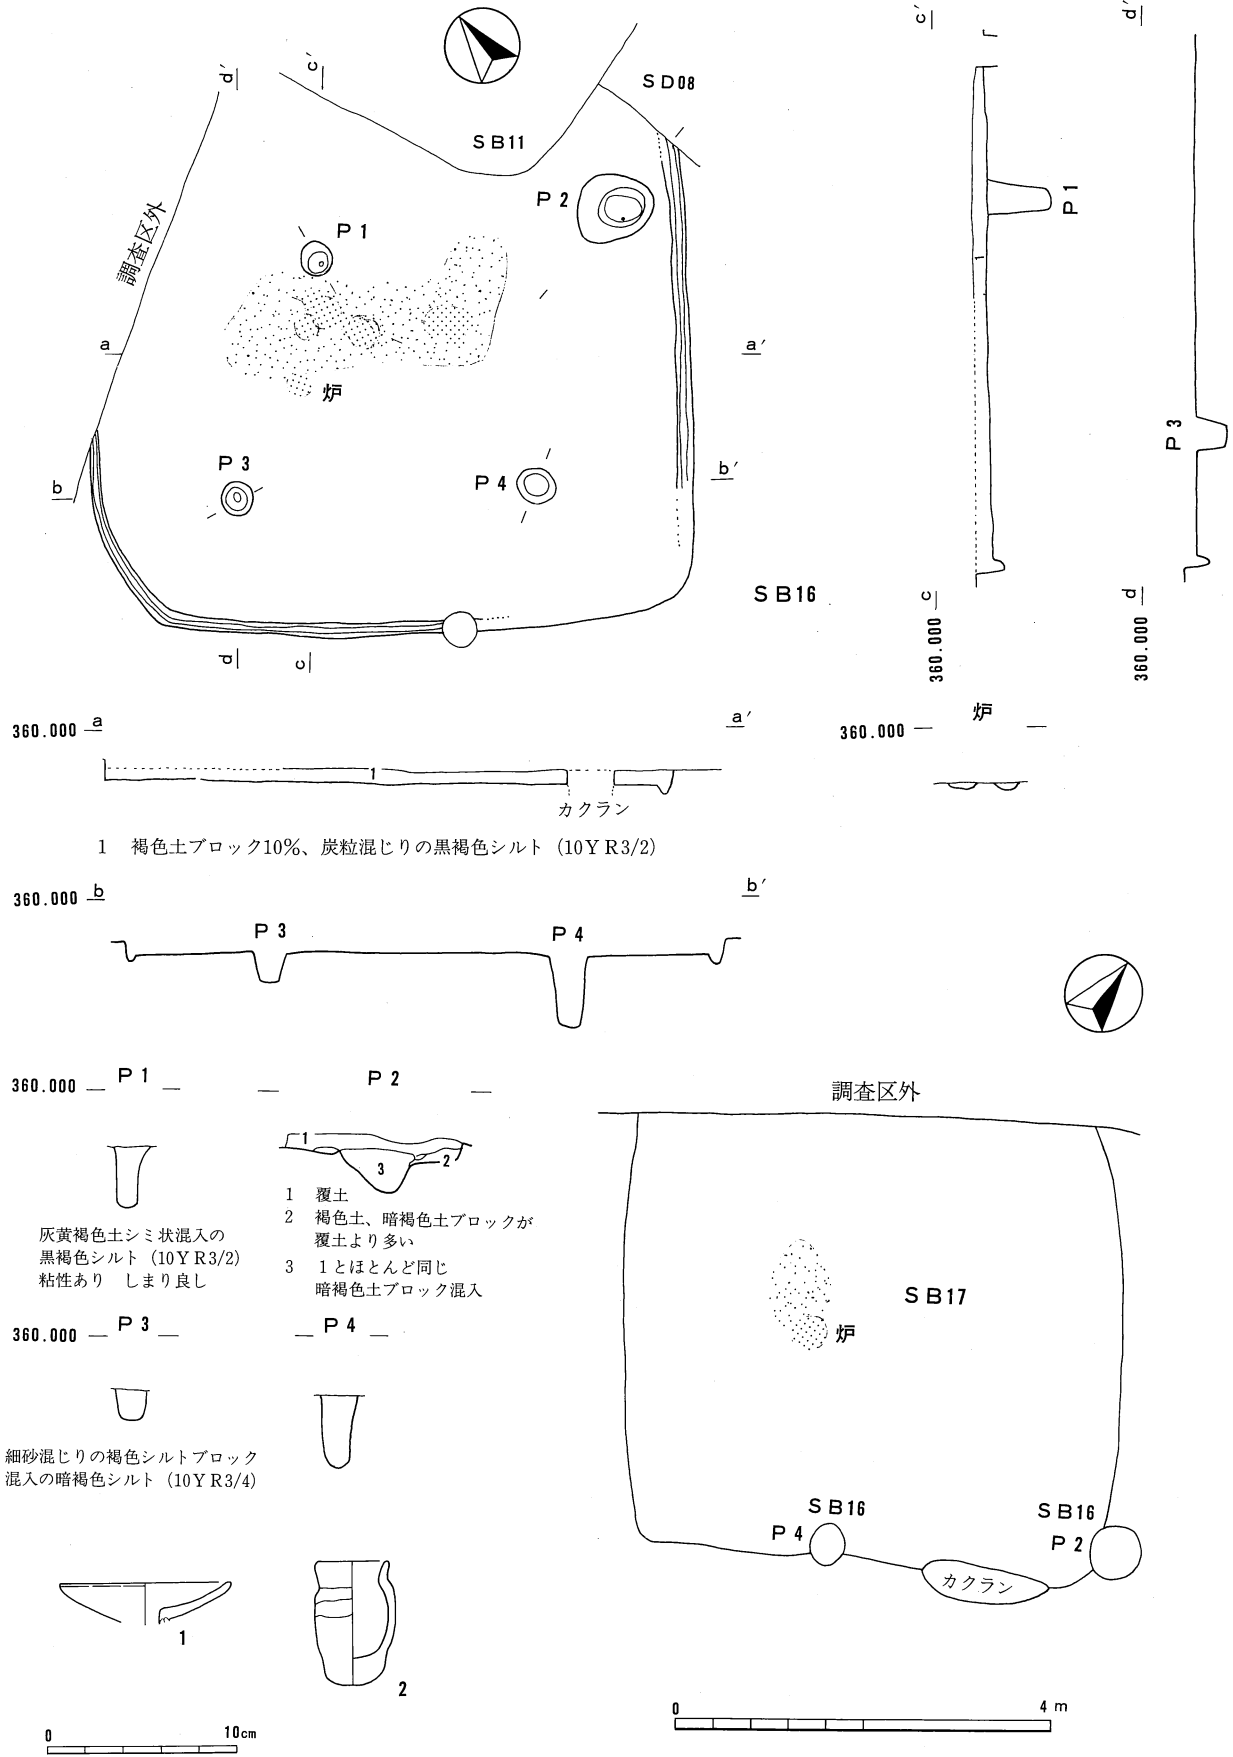 d′
c′
SD08
SB11
P2
P1
調査区外
a
a′
炉
P3
P4
b
b′
SB16
d
c
c′
d′
P1
1
P3
c
d
360.000
360.000
360.000 a
a′
1
カクラン
360.000
炉
1 褐色土ブロック10%、炭粒混じりの黒褐色シルト (10YR3/2)
360.000 b
b′
P3
P4
360.000
P1
P2
1
3
2
灰黄褐色土シミ状混入の
黒褐色シルト (10YR3/2)
粘性あり しまり良し
1 覆土
2 褐色土、暗褐色土ブロックが
覆土より多い
3 1とほとんど同じ
暗褐色土ブロック混入
360.000
P3
P4
細砂混じりの褐色シルトブロック
混入の暗褐色シルト (10YR3/4)
調査区外
SB17
炉
SB16
P4
SB16
P2
カクラン
1
2
0 10cm
0 4m